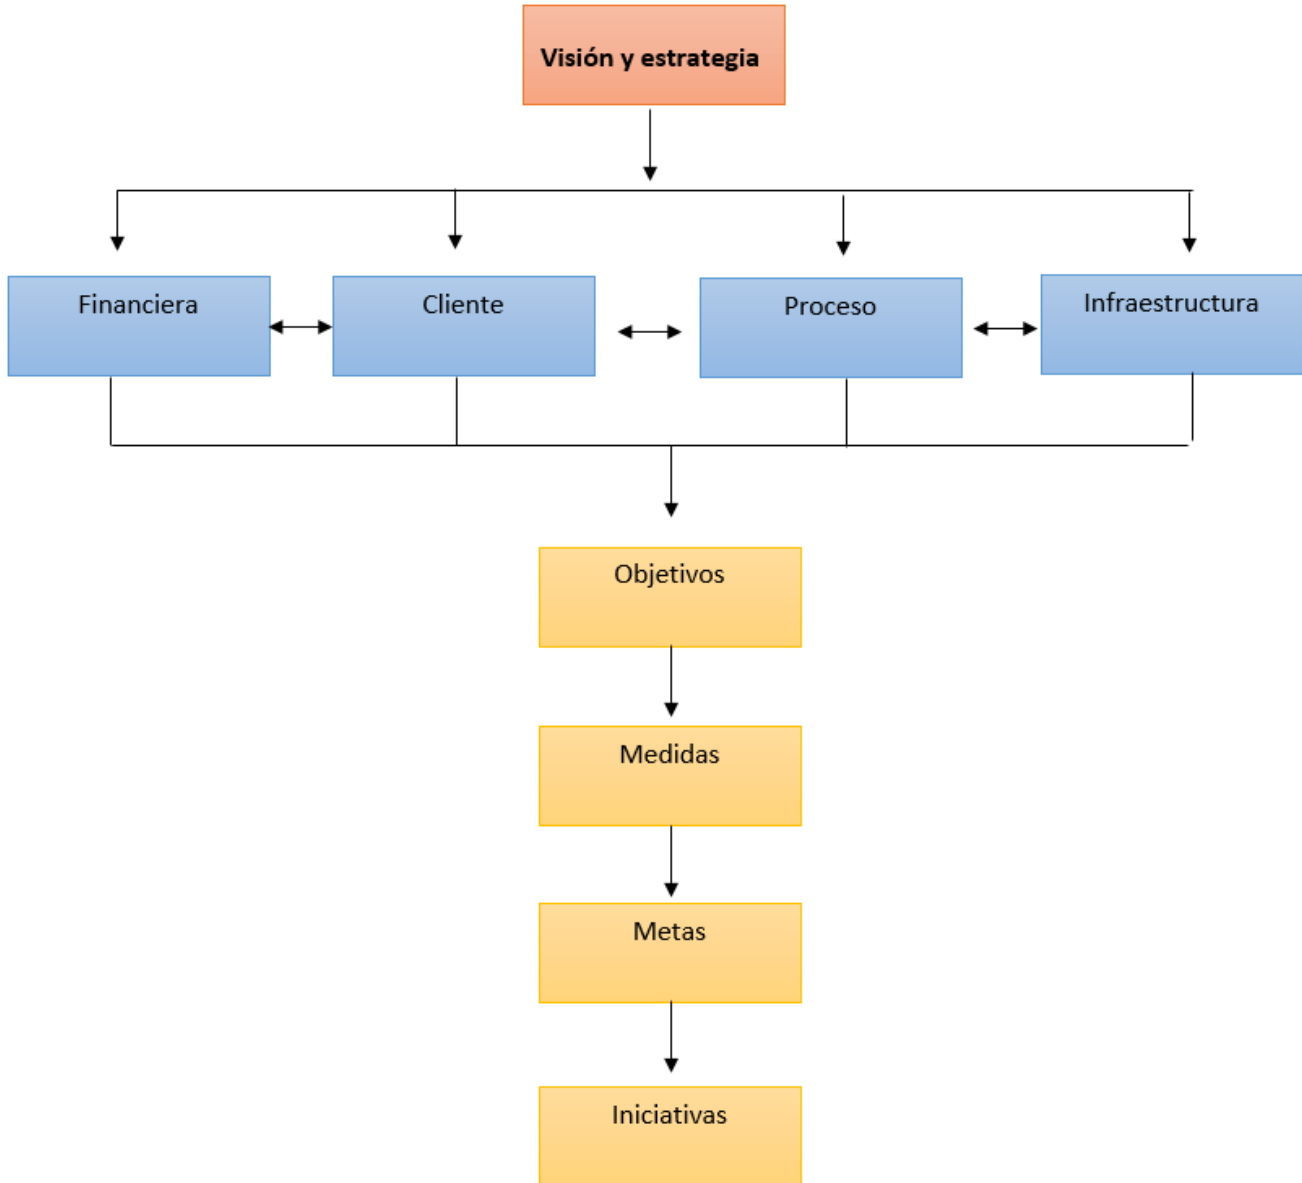 Visión y estrategia
Financiera
Cliente
Proceso
Infraestructura
Objetivos
Medidas
Metas
Iniciativas